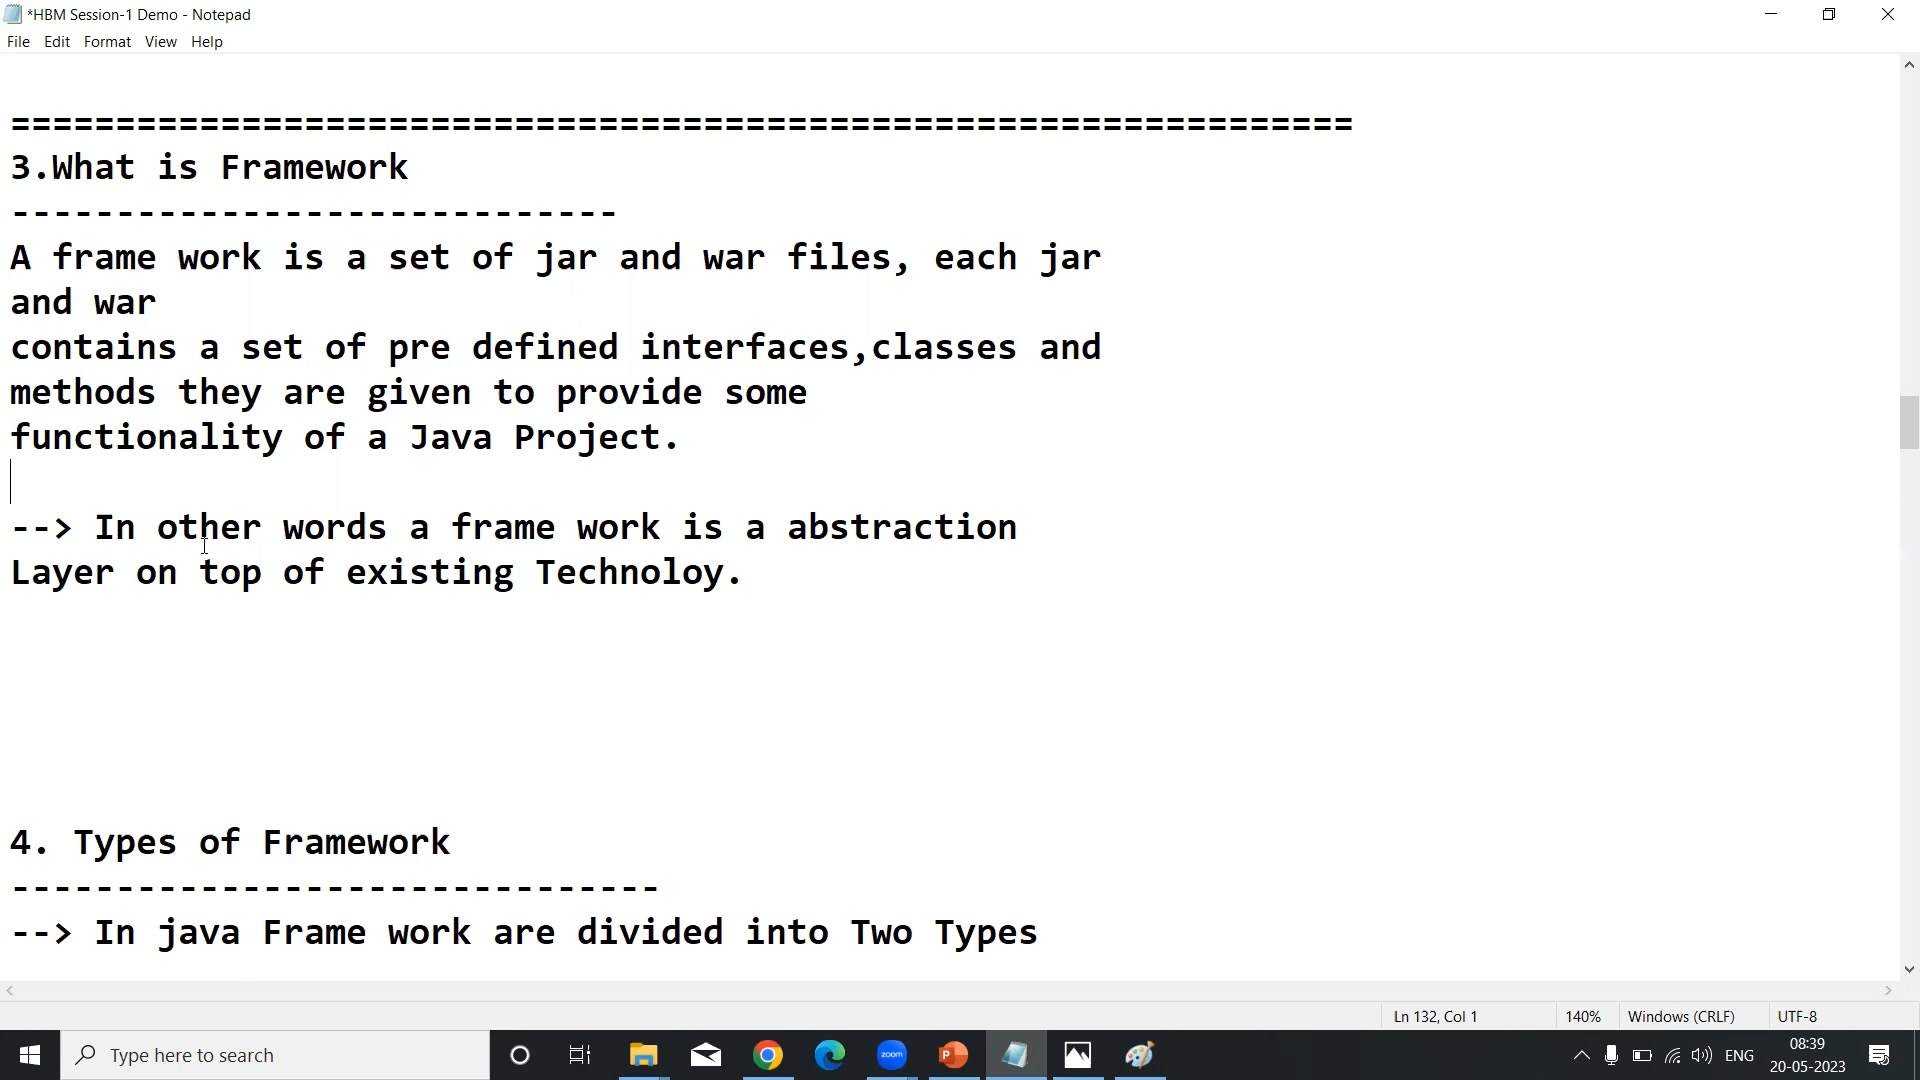 *HBM Session-1 Demo - Notepad
File Edit Format View Help
================================================================
3.What is Framework
-----------------------------
A frame work is a set of jar and war files, each jar
and war
contains a set of pre defined interfaces,classes and
methods they are given to provide some
functionality of a Java Project.
--> In other words a frame work is a abstraction
Layer on top of existing Technoloy.
4. Types of Framework
-------------------------------
--> In java Frame work are divided into Two Types
Ln 132, Col 1 140% Windows (CRLF) UTF-8
Type here to search
zoom
P
ENG
08:39
20-05-2023